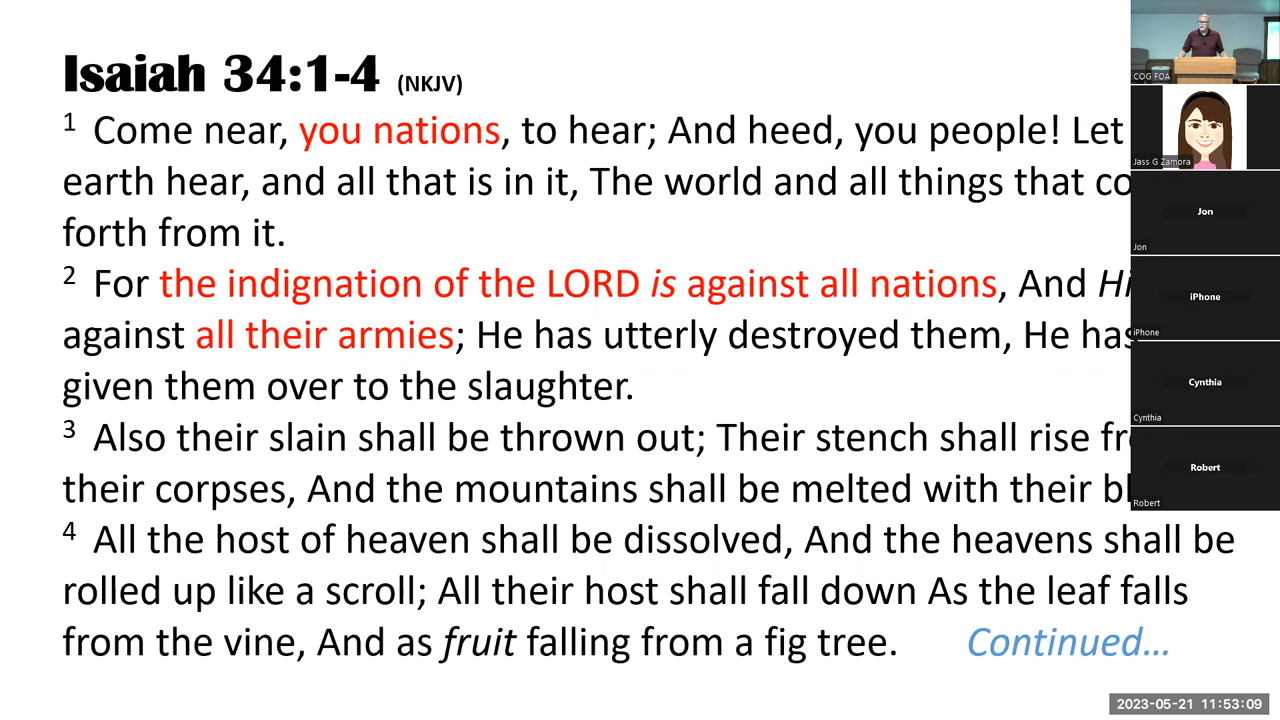 Isaiah 34:1-4 (NKJV)
1 Come near, you nations, to hear; And heed, you people! Let
earth hear, and all that is in it, The world and all things that
forth from it.
2 For the indignation of the LORD is against all nations, And
against all their armies; He has utterly destroyed them, He has
given them over to the slaughter.
3 Also their slain shall be thrown out; Their stench shall rise
their corpses, And the mountains shall be melted with their
4 All the host of heaven shall be dissolved, And the heavens shall be
rolled up like a scroll; All their host shall fall down As the leaf falls
from the vine, And as fruit falling from a fig tree. Continued...
COG FOA
Jass G Zamora
Jon
Jon
iPhone
iPhone
Cynthia
Cynthia
Robert
Robert
2023-05-21 11:53:09